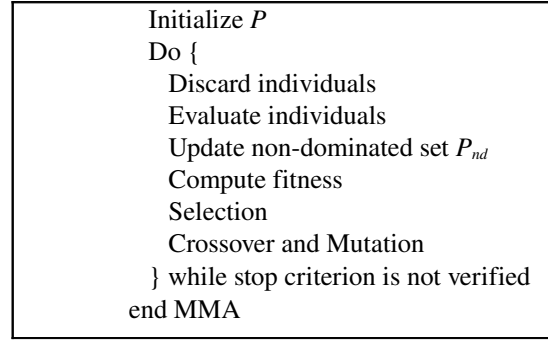 Initialize P
Do {
Discard individuals
Evaluate individuals
Update non-dominated set Pnd
Compute fitness
Selection
Crossover and Mutation
} while stop criterion is not verified
end MMA